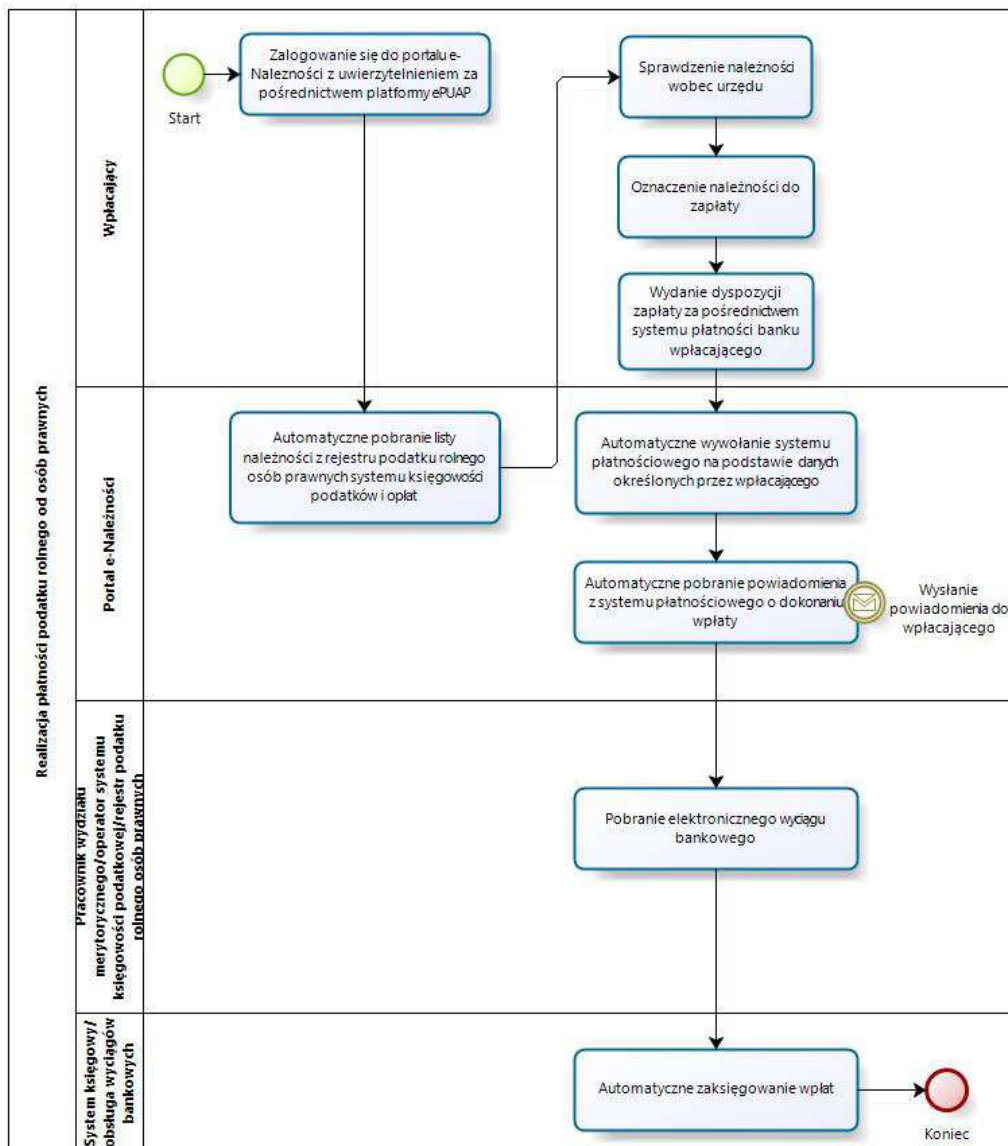 Realizacja płatności podatku rolnego od osób prawnych
Wpłacający
Start
Zalogowanie się do portalu e-
Nalezności z uwierzytelnieniem za
pośrednictwem platformy ePUAP
Sprawdzenie należności
wobec urzędu
Oznaczenie należności do
zapłaty
Wydanie dyspozycji
zapłaty za pośrednictwem
systemu płatności banku
wpłacającego
Portal e-Należności
Automatyczne pobranie listy
należności z rejestru podatku rolnego
osób prawnych systemu księgowości
podatków i opłat
Automatyczne wywołanie systemu
płatnościowego na podstawie danych
określonych przez wpłacającego
Automatyczne pobranie powiadomienia
z systemu płatnościowego o dokonaniu
wpłaty
Wysłanie
powiadomienia do
wpłacającego
Pracownik wydziału
merytorycznego/operator systemu
księgowości podatkowej/rejestr podatku
rolnego osób prawnych
Pobranie elektronicznego wyciągu
bankowego
System księgowy/
obsługa wyciągów
bankowych
Automatyczne zaksięgowanie wpłat
Koniec